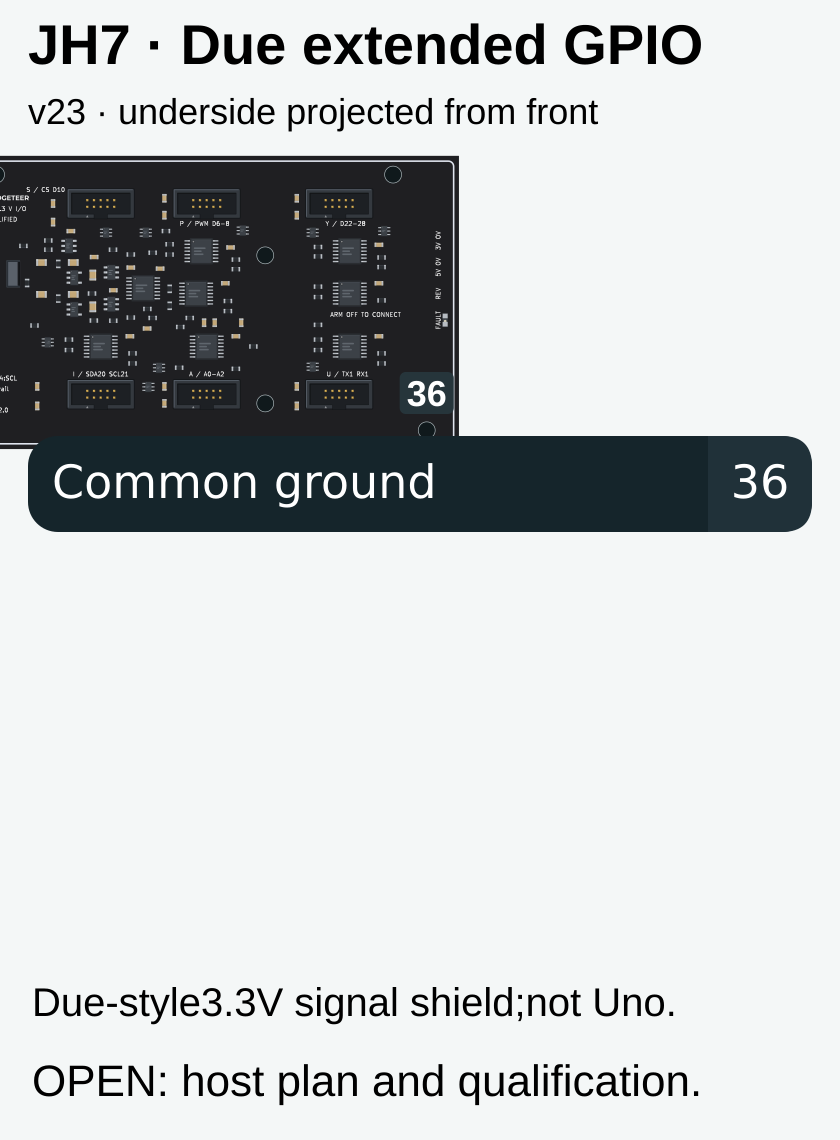 JH7 · Due extended GPIO
v23 · underside projected from front
S / CS D10
P / PWM D6-8
Y / D22-28
5V 0V 3V 0V
REV
ARM OFF TO CONNECT
FAULT
I / SDA20 SCL21
A / A0-A2
U / TX1 RX1
36
Common ground
36
Due-style3.3V signal shield;not Uno.
OPEN: host plan and qualification.